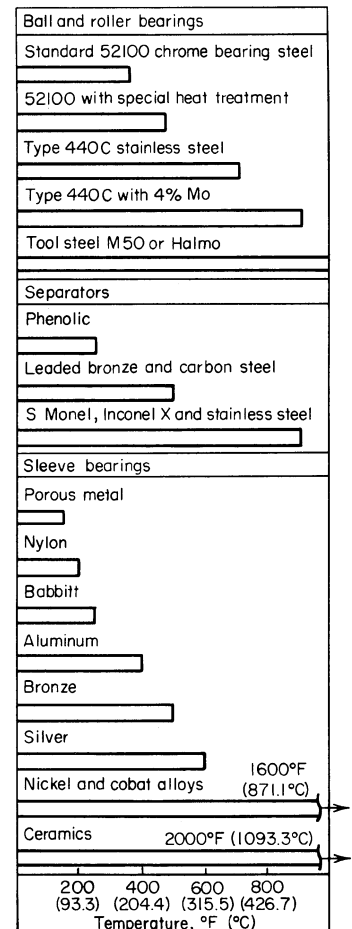 Ball and roller bearings
Standard 52100 chrome bearing steel
52100 with special heat treatment
Type 440C stainless steel
Type 440C with 4% Mo
Tool steel M50 or Halmo
Separators
Phenolic
Leaded bronze and carbon steel
S Monel, Inconel X and stainless steel
Sleeve bearings
Porous metal
Nylon
Babbitt
Aluminum
Bronze
Silver
1600°F
Nickel and cobat alloys (871.1°C)
Ceramics 2000°F (1093.3°C)
200 400 600 800
(93.3) (204.4) (315.5) (426.7)
Temperature, °F (°C)